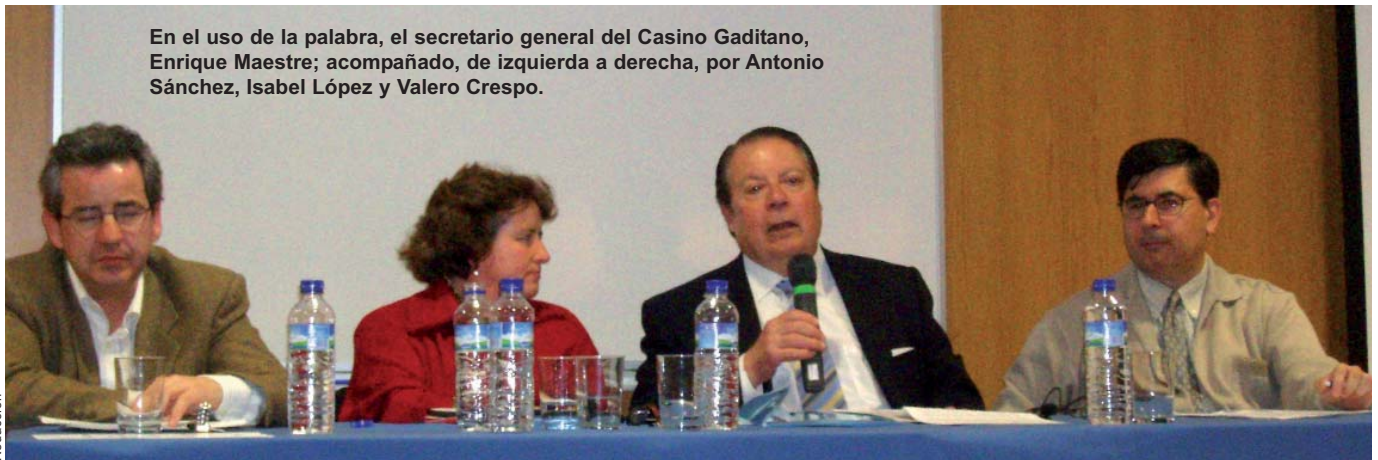 En el uso de la palabra, el secretario general del Casino Gaditano,
Enrique Maestre; acompañado, de izquierda a derecha, por Antonio
Sánchez, Isabel López y Valero Crespo.